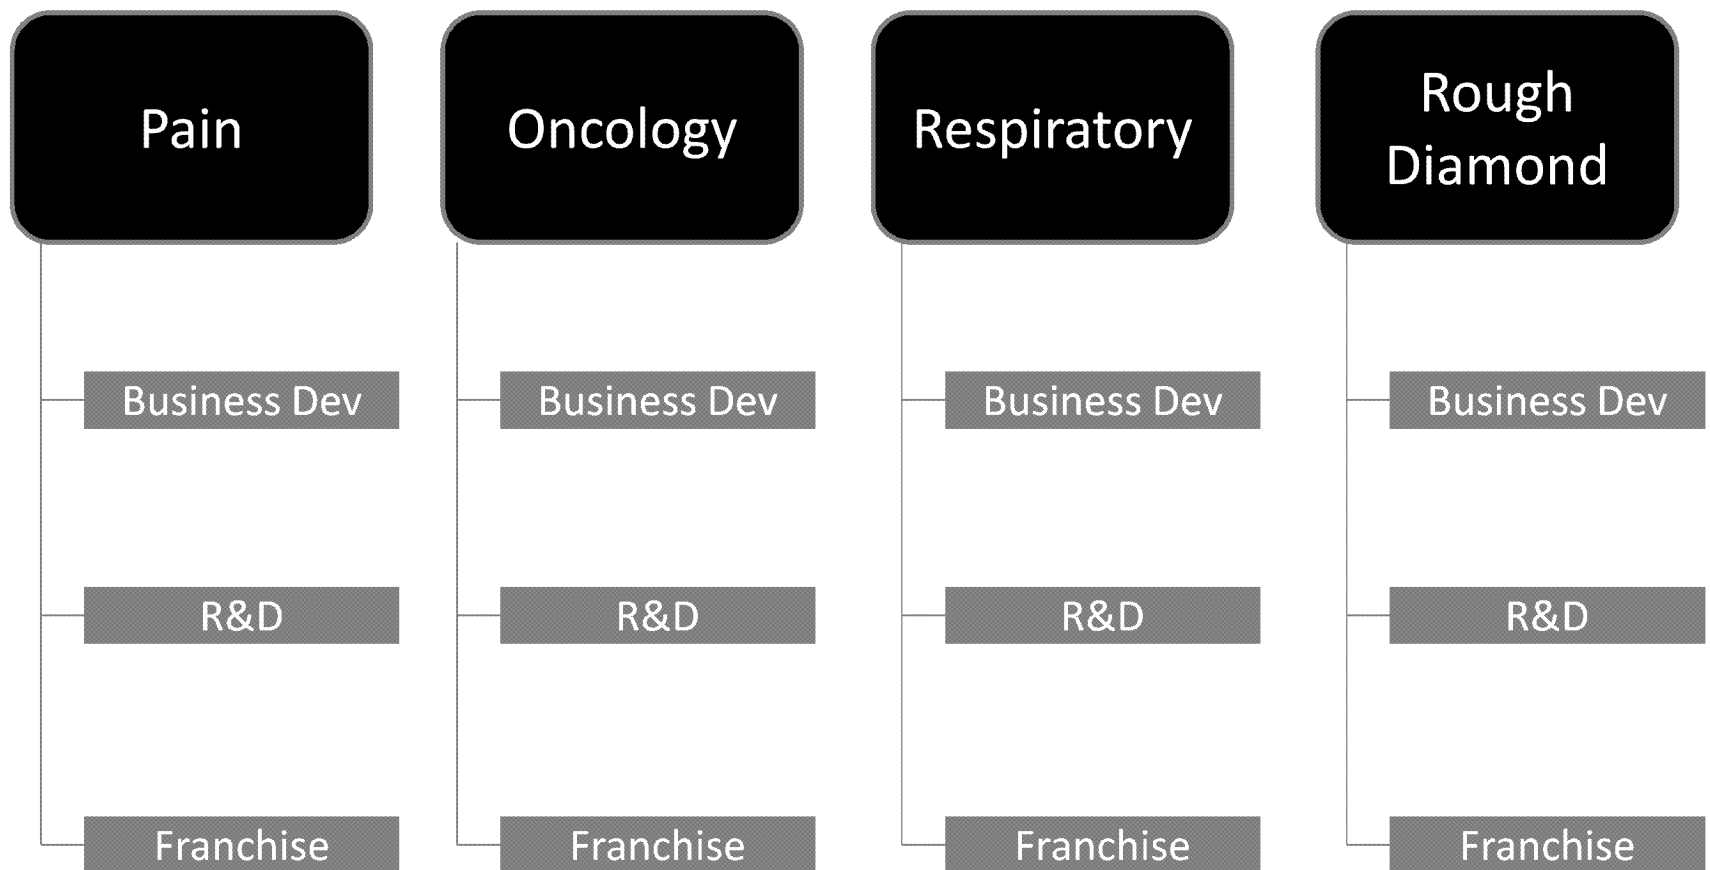 Pain
Business Dev
R&D
Franchise
Oncology
Business Dev
R&D
Franchise
Respiratory
Business Dev
R&D
Franchise
Rough
Diamond
Business Dev
R&D
Franchise